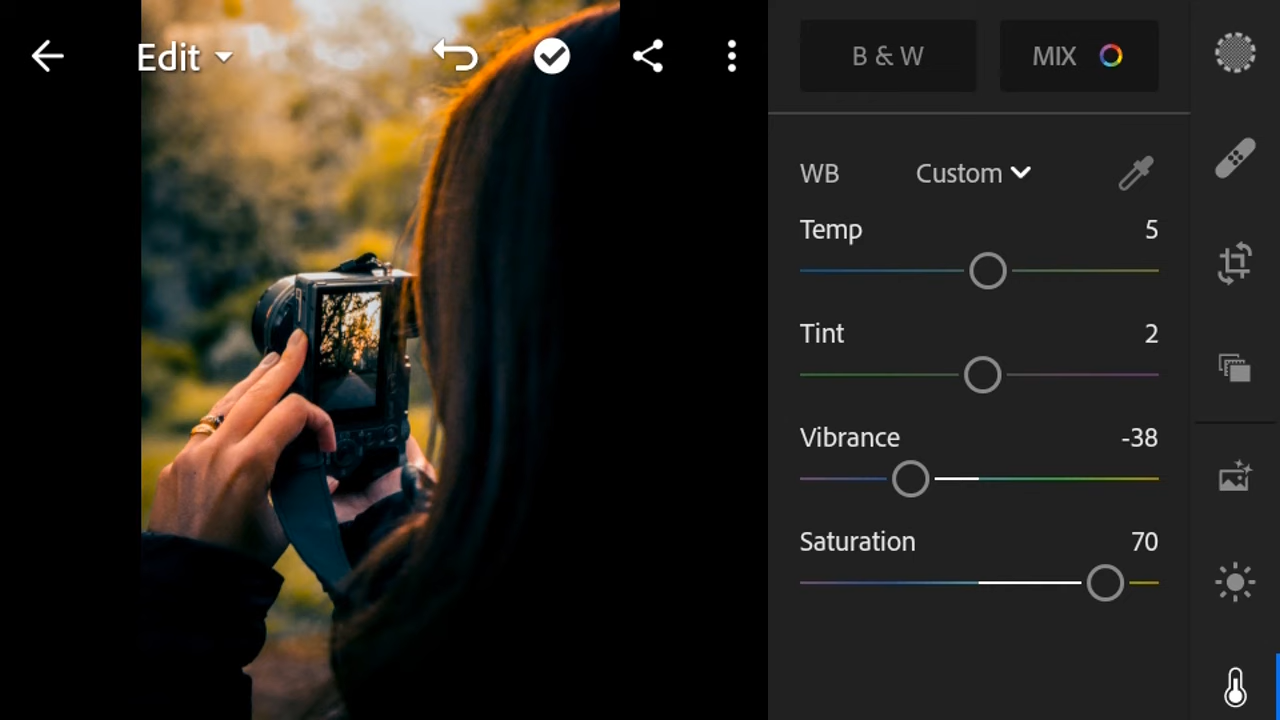 Edit
B & W
MIX
WB
Custom
Temp
5
Tint
2
Vibrance
-38
Saturation
70